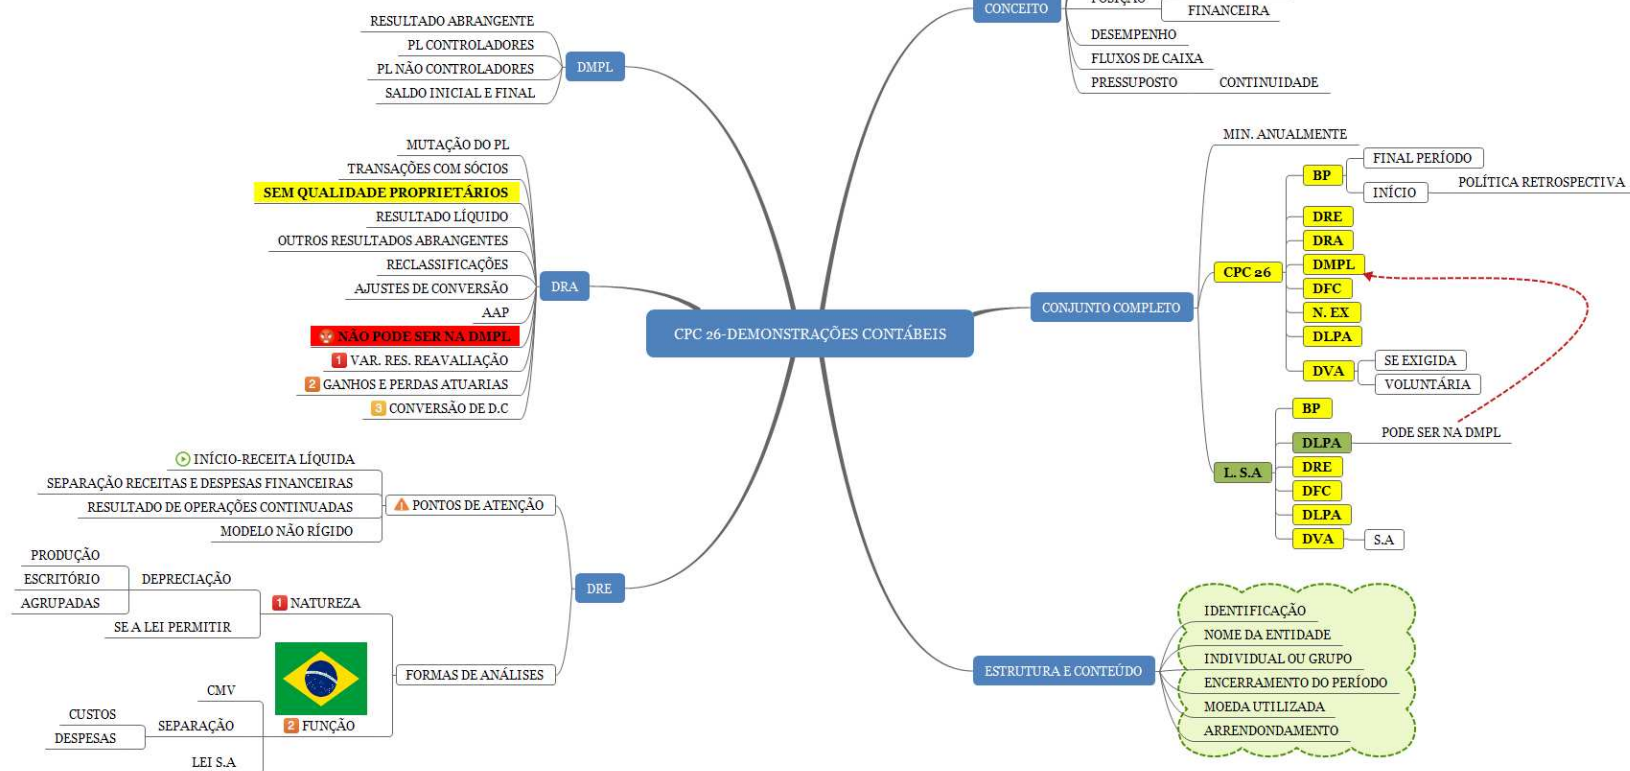 CPC 26-DEMONSTRAÇÕES CONTÁBEIS
CONCEITO
POSIÇÃO
FINANCEIRA
DESEMPENHO
FLUXOS DE CAIXA
PRESSUPOSTO
CONTINUIDADE
CONJUNTO COMPLETO
MIN. ANUALMENTE
CPC 26
BP
FINAL PERÍODO
INÍCIO
POLÍTICA RETROSPECTIVA
DRE
DRA
DMPL
DFC
N. EX
DLPA
DVA
SE EXIGIDA
VOLUNTÁRIA
L. S.A
BP
DLPA
PODE SER NA DMPL
DRE
DFC
DLPA
DVA
S.A
ESTRUTURA E CONTEÚDO
IDENTIFICAÇÃO
NOME DA ENTIDADE
INDIVIDUAL OU GRUPO
ENCERRAMENTO DO PERÍODO
MOEDA UTILIZADA
ARRENDONDAMENTO
DMPL
RESULTADO ABRANGENTE
PL CONTROLADORES
PL NÃO CONTROLADORES
SALDO INICIAL E FINAL
DRA
MUTAÇÃO DO PL
TRANSAÇÕES COM SÓCIOS
SEM QUALIDADE PROPRIETÁRIOS
RESULTADO LÍQUIDO
OUTROS RESULTADOS ABRANGENTES
RECLASSIFICAÇÕES
AJUSTES DE CONVERSÃO
AAP
NÃO PODE SER NA DMPL
1 VAR. RES. REAVALIAÇÃO
2 GANHOS E PERDAS ATUARIAS
3 CONVERSÃO DE D.C
DRE
PONTOS DE ATENÇÃO
INÍCIO-RECEITA LÍQUIDA
SEPARAÇÃO RECEITAS E DESPESAS FINANCEIRAS
RESULTADO DE OPERAÇÕES CONTINUADAS
MODELO NÃO RÍGIDO
FORMAS DE ANÁLISES
1 NATUREZA
DEPRECIAÇÃO
PRODUÇÃO
ESCRITÓRIO
AGRUPADAS
SE A LEI PERMITIR
2 FUNÇÃO
CMV
SEPARAÇÃO
CUSTOS
DESPESAS
LEI S.A